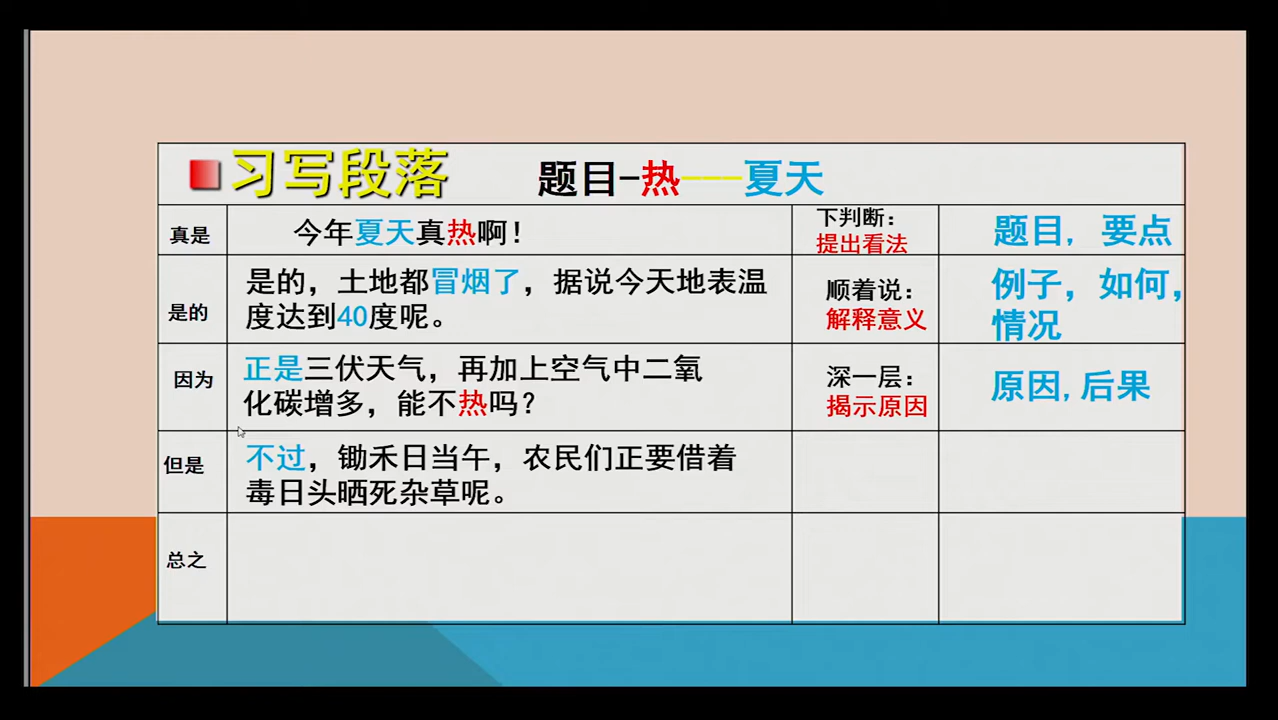 习写段落 题目-热---夏天
真是 今年夏天真热啊! 下判断:
提出看法 题目, 要点
是的 是的，土地都冒烟了，据说今天地表温
度达到40度呢。 顺着说:
解释意义 例子，如何，
情况
因为 正是三伏天气，再加上空气中二氧
化碳增多，能不热吗? 深一层:
揭示原因 原因,后果
但是 不过，锄禾日当午，农民们正要借着
毒日头晒死杂草呢。
总之